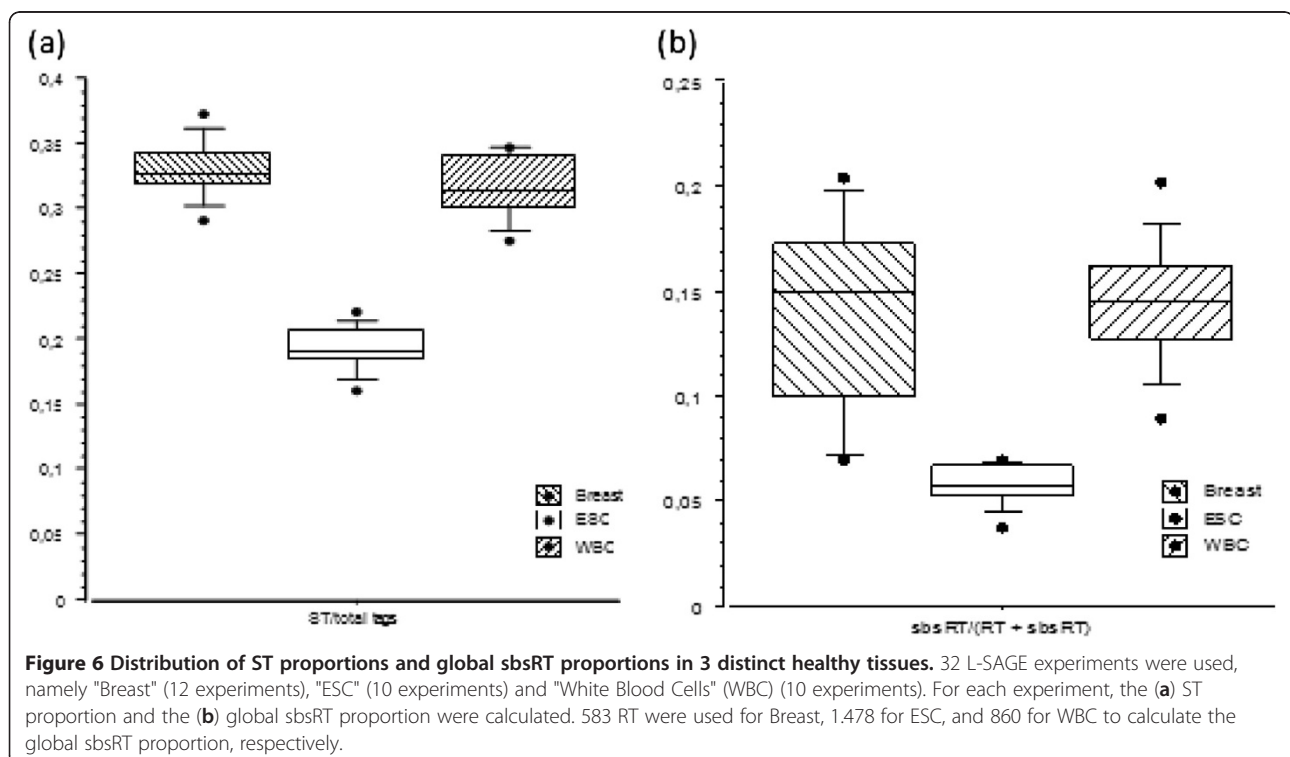 (a)
0,4
0,35
0,3
0,25
0,2
0,15
0,1
0,05
0
Breast
ESC
WBC
ST/total tags
(b)
0,25
0,2
0,15
0,1
0,05
0
Breast
ESC
WBC
sbsRT/(RT + sbsRT)
Figure 6 Distribution of ST proportions and global sbsRT proportions in 3 distinct healthy tissues. 32 L-SAGE experiments were used,
namely "Breast" (12 experiments), "ESC" (10 experiments) and "White Blood Cells" (WBC) (10 experiments). For each experiment, the (a) ST
proportion and the (b) global sbsRT proportion were calculated. 583 RT were used for Breast, 1.478 for ESC, and 860 for WBC to calculate the
global sbsRT proportion, respectively.